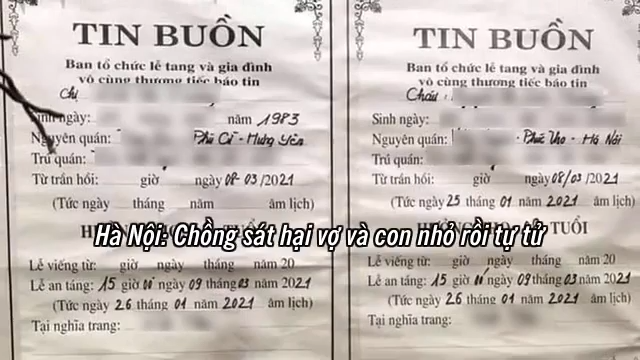 TIN BUỒN
Ban tổ chức lễ tang và gia đình
vô cùng thương tiếc báo tin
Chị
Sinh ngày: năm 1983
Nguyên quán: Phù Cừ - Hưng Yên
Trú quán:
Từ trần hồi: giờ ngày 08-03/2021
(Tức ngày tháng năm âm lịch)
Lễ viếng từ: giờ ngày tháng năm 20
Lễ an táng: 15 giờ 00 ngày 09 tháng 03 năm 2021
(Tức ngày 26 tháng 01 năm 2021 âm lịch)
Tại nghĩa trang:
TIN BUỒN
Ban tổ chức lễ tang và gia đình
vô cùng thương tiếc báo tin
Cháu
Sinh ngày:
Nguyên quán: - Phúc Thọ - Hà Nội
Trú quán:
Từ trần hồi: giờ ngày 08/03/2021
(Tức ngày 25 tháng 01 năm 2021 âm lịch)
TUỔI
Lễ viếng từ: giờ ngày tháng năm 20
Lễ an táng: 15 giờ 00 ngày 09 tháng 03 năm 2021
(Tức ngày 26 tháng 01 năm 2021 âm lịch)
Tại nghĩa trang:
Hà Nội: Chồng sát hại vợ và con nhỏ rồi tự tử